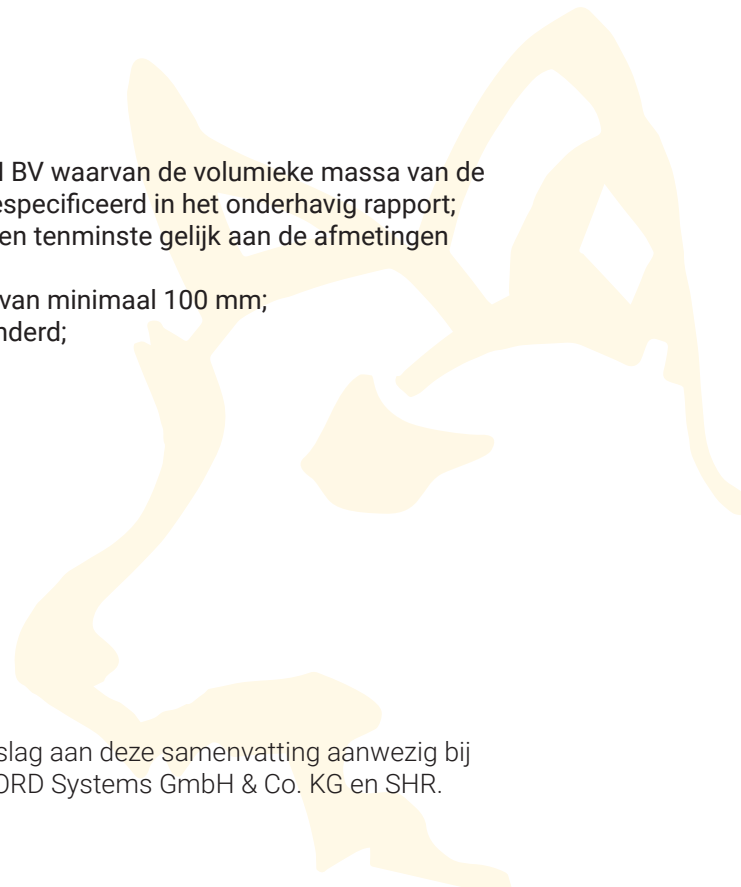 BV waarvan de volumieke massa van de
especificeerd in het onderhavig rapport;
en tenminste gelijk aan de afmetingen
van minimaal 100 mm;
nderd;
slag aan deze samenvatting aanwezig bij
ORD Systems GmbH & Co. KG en SHR.